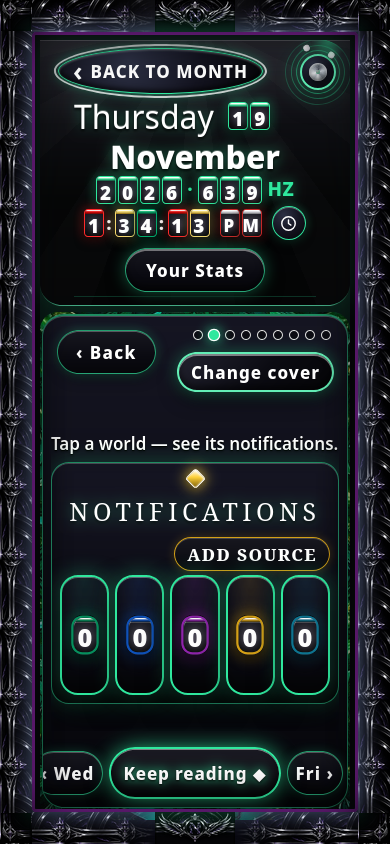 ‹ BACK TO MONTH
Thursday 19
November
2026 · 639 HZ
1:34:13 PM
Your Stats
‹ Back
Change cover
Tap a world — see its notifications.
NOTIFICATIONS
ADD SOURCE
0 0 0 0 0
‹ Wed Keep reading ◆ Fri ›